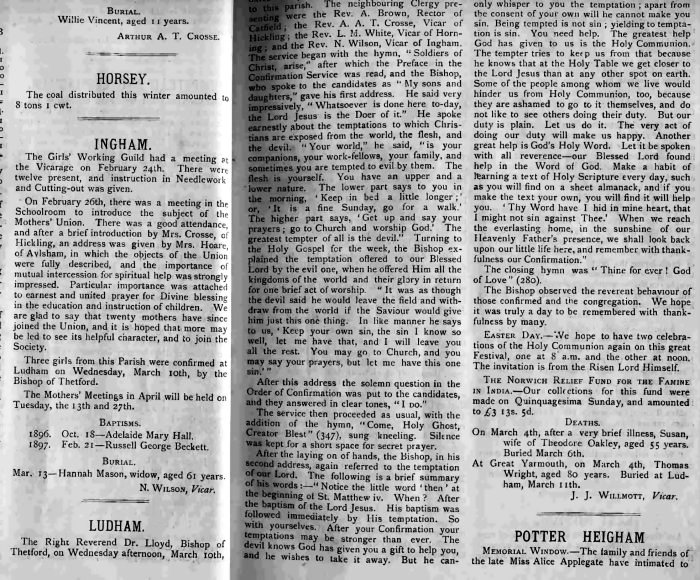 BURIAL.
Willie Vincent, aged 11 years.
ARTHUR A. T. CROSSE.
HORSEY.
The coal distributed this winter amounted to
8 tons 1 cwt.
INGHAM.
The Girls' Working Guild had a meeting at
the Vicarage on February 24th. There were
twelve present, and instruction in Needlework
and Cutting-out was given.
On February 26th, there was a meeting in the
Schoolroom to introduce the subject of the
Mothers' Union. There was a good attendance,
and after a brief introduction by Mrs. Crosse, of
Hickling, an address was given by Mrs. Hoare,
of Aylsham, in which the objects of the Union
were fully described, and the importance of
mutual intercession for spiritual help was strongly
impressed. Particular importance was attached
to earnest and united prayer for Divine blessing
in the education and instruction of children. We
are glad to say that twenty mothers have since
joined the Union, and it is hoped that more may
be led to see its helpful character, and to join the
Society.
Three girls from this Parish were confirmed at
Ludham on Wednesday, March 10th, by the
Bishop of Thetford.
The Mothers' Meetings in April will be held on
Tuesday, the 13th and 27th.
BAPTISMS.
1896. Oct. 18—Adelaide Mary Hall.
1897. Feb. 21—Russell George Beckett.
BURIAL.
Mar. 13—Hannah Mason, widow, aged 61 years.
N. WILSON, Vicar.
LUDHAM.
The Right Reverend Dr. Lloyd, Bishop of
Thetford, on Wednesday afternoon, March 10th,
this parish. The neighbouring Clergy pre-
senting were the Rev. A. Brown, Rector of
Catfield; the Rev. A. A. T. Crosse, Vicar of
Hickling; the Rev. L. M. White, Vicar of Horn-
ing; and the Rev. N. Wilson, Vicar of Ingham.
The service began with the hymn, "Soldiers of
Christ, arise," after which the Preface in the
Confirmation Service was read, and the Bishop,
who spoke to the candidates as "My sons and
daughters," gave his first address. He said very
impressively, "Whatsoever is done here to-day,
the Lord Jesus is the Doer of it." He spoke
earnestly about the temptations to which Chris-
tians are exposed from the world, the flesh, and
the devil. "Your world," he said, "is your
companions, your work-fellows, your family, and
sometimes you are tempted to evil by them. The
flesh is yourself. You have an upper and a
lower nature. The lower part says to you in
the morning, 'Keep in bed a little longer;'
or, 'It is a fine Sunday, go for a walk.'
The higher part says, 'Get up and say your
prayers; go to Church and worship God.' The
greatest tempter of all is the devil." Turning to
the Holy Gospel for the week, the Bishop ex-
plained the temptation offered to our Blessed
Lord by the evil one, when he offered Him all the
kingdoms of the world and their glory in return
for one brief act of worship. "It was as though
the devil said he would leave the field and with-
draw from the world if the Saviour would give
him just this one thing. In like manner he says
to us, 'Keep your own sin, the sin I know so
well, let me have that, and I will leave you
all the rest. You may go to Church, and you
may say your prayers, but let me have this one
sin.'"
After this address the solemn question in the
Order of Confirmation was put to the candidates,
and they answered in clear tones, "I do."
The service then proceeded as usual, with the
addition of the hymn, "Come, Holy Ghost,
Creator Blest" (347), sung kneeling. Silence
was kept for a short space for secret prayer.
After the laying on of hands, the Bishop, in his
second address, again referred to the temptation
of our Lord. The following is a brief summary
of his words:—"Notice the little word 'then' at
the beginning of St. Matthew iv. When? After
the baptism of the Lord Jesus. His baptism was
followed immediately by His temptation. So
with yourselves. After your Confirmation your
temptations may be stronger than ever. The
devil knows God has given you a gift to help you,
and he wishes to take it away. But he can-
only whisper to you the temptation; apart from
the consent of your own will he cannot make you
sin. Being tempted is not sin; yielding to tempta-
tion is sin. You need help. The greatest help
God has given to us is the Holy Communion.
The tempter tries to keep us from that because
he knows that at the Holy Table we get closer to
the Lord Jesus than at any other spot on earth.
Some of the people among whom we live would
hinder us from Holy Communion, too, because
they are ashamed to go to it themselves, and do
not like to see others doing their duty. But our
duty is plain. Let us do it. The very act of
doing our duty will make us happy. Another
great help is God's Holy Word. Let it be spoken
with all reverence—our Blessed Lord found
help in the Word of God. Make a habit of
learning a text of Holy Scripture every day, such
as you will find on a sheet almanack, and if you
make the text your own, you will find it will help
you. 'Thy Word have I hid in mine heart, that
I might not sin against Thee.' When we reach
the everlasting home, in the sunshine of our
Heavenly Father's presence, we shall look back
upon our little life here, and remember with thank-
fulness our Confirmation."
The closing hymn was "Thine for ever! God
of Love" (280).
The Bishop observed the reverent behaviour of
those confirmed and the congregation. We hope
it was truly a day to be remembered with thank-
fulness by many.
EASTER DAY.—We hope to have two celebra-
tions of the Holy Communion again on this great
Festival, one at 8 a.m. and the other at noon.
The invitation is from the Risen Lord Himself.
THE NORWICH RELIEF FUND FOR THE FAMINE
IN INDIA.—Our collections for this fund were
made on Quinquagesima Sunday, and amounted
to £3 13s. 5d.
DEATHS.
On March 4th, after a very brief illness, Susan,
wife of Theodore Oakley, aged 55 years.
Buried March 6th.
At Great Yarmouth, on March 4th, Thomas
Wright, aged 80 years. Buried at Lud-
ham, March 11th.
J. J. WILLMOTT, Vicar.
POTTER HEIGHAM
MEMORIAL WINDOW.—The family and friends of
the late Miss Alice Applegate have intimated to